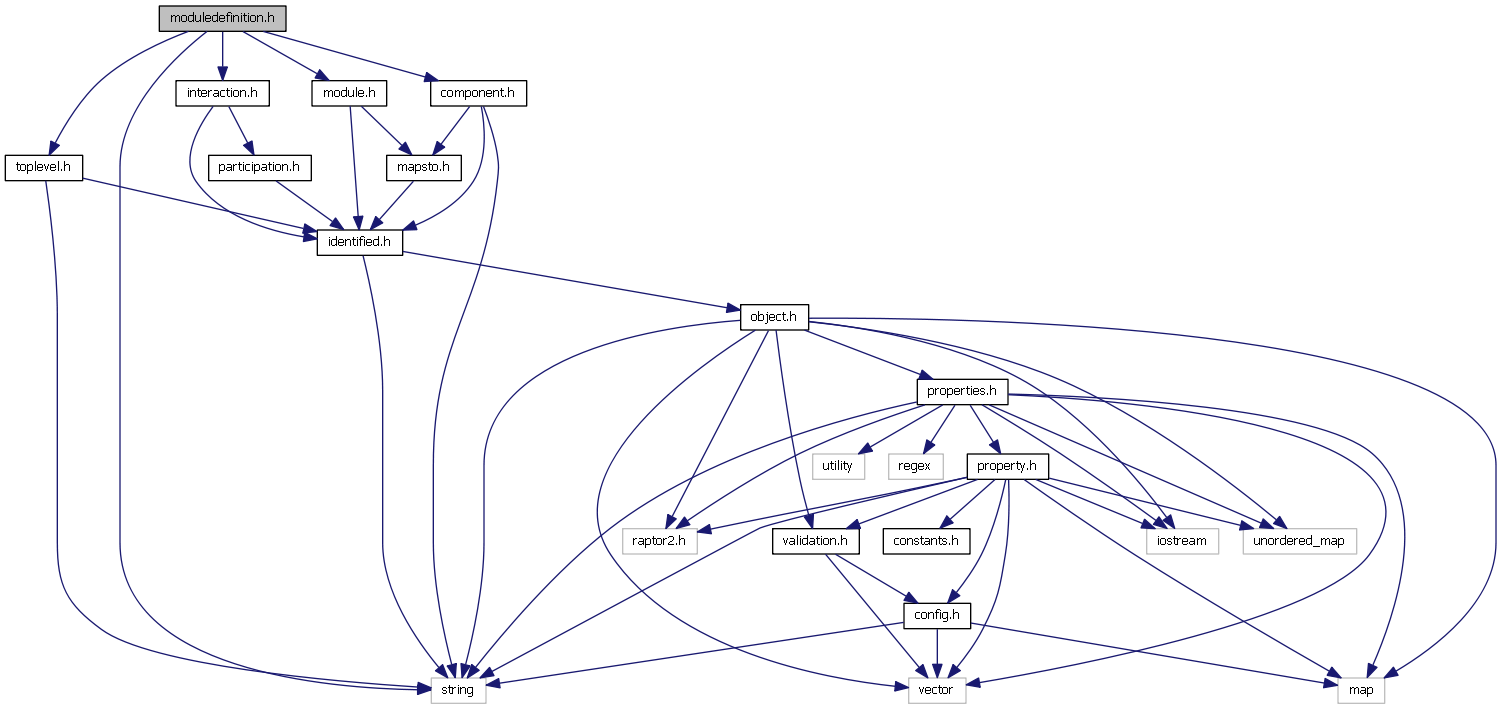 moduledefinition.h
interaction.h
module.h
component.h
toplevel.h
participation.h
mapsto.h
identified.h
object.h
properties.h
utility
regex
property.h
raptor2.h
validation.h
constants.h
iostream
unordered_map
config.h
string
vector
map